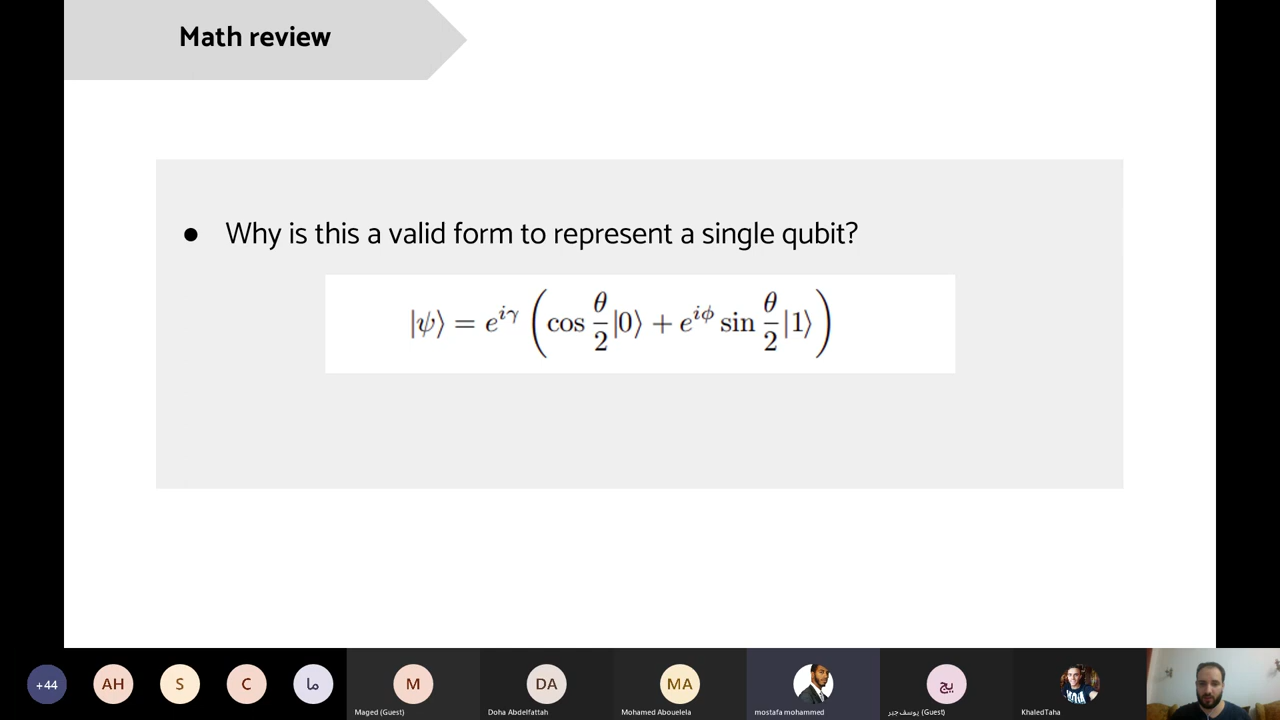 Math review
● Why is this a valid form to represent a single qubit?
|ψ⟩ = e^{iγ} ( cos θ/2 |0⟩ + e^{iϕ} sin θ/2 |1⟩ )
+44 AH S C ما M DA MA يج
Maged (Guest) Doha Abdelfattah Mohamed Abouelela mostafa mohammed يوسف جبر (Guest) KhaledTaha